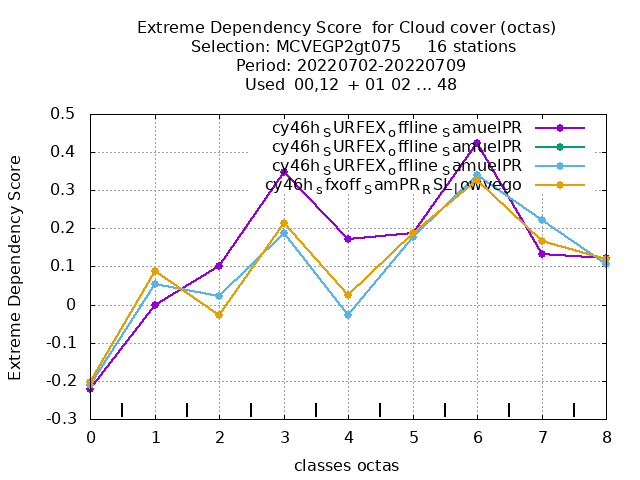 Extreme Dependency Score for Cloud cover (octas)
Selection: MCVEGP2gt075 16 stations
Period: 20220702-20220709
Used 00,12 + 01 02 ... 48
cy46h_SURFEX_offline_SamuelPR
cy46h_SURFEX_offline_SamuelPR
cy46h_SURFEX_offline_SamuelPR
cy46h_sfxoff_SamPR_RSL_lowvego
Extreme Dependency Score
0.5
0.4
0.3
0.2
0.1
0
-0.1
-0.2
-0.3
0 1 2 3 4 5 6 7 8
classes octas